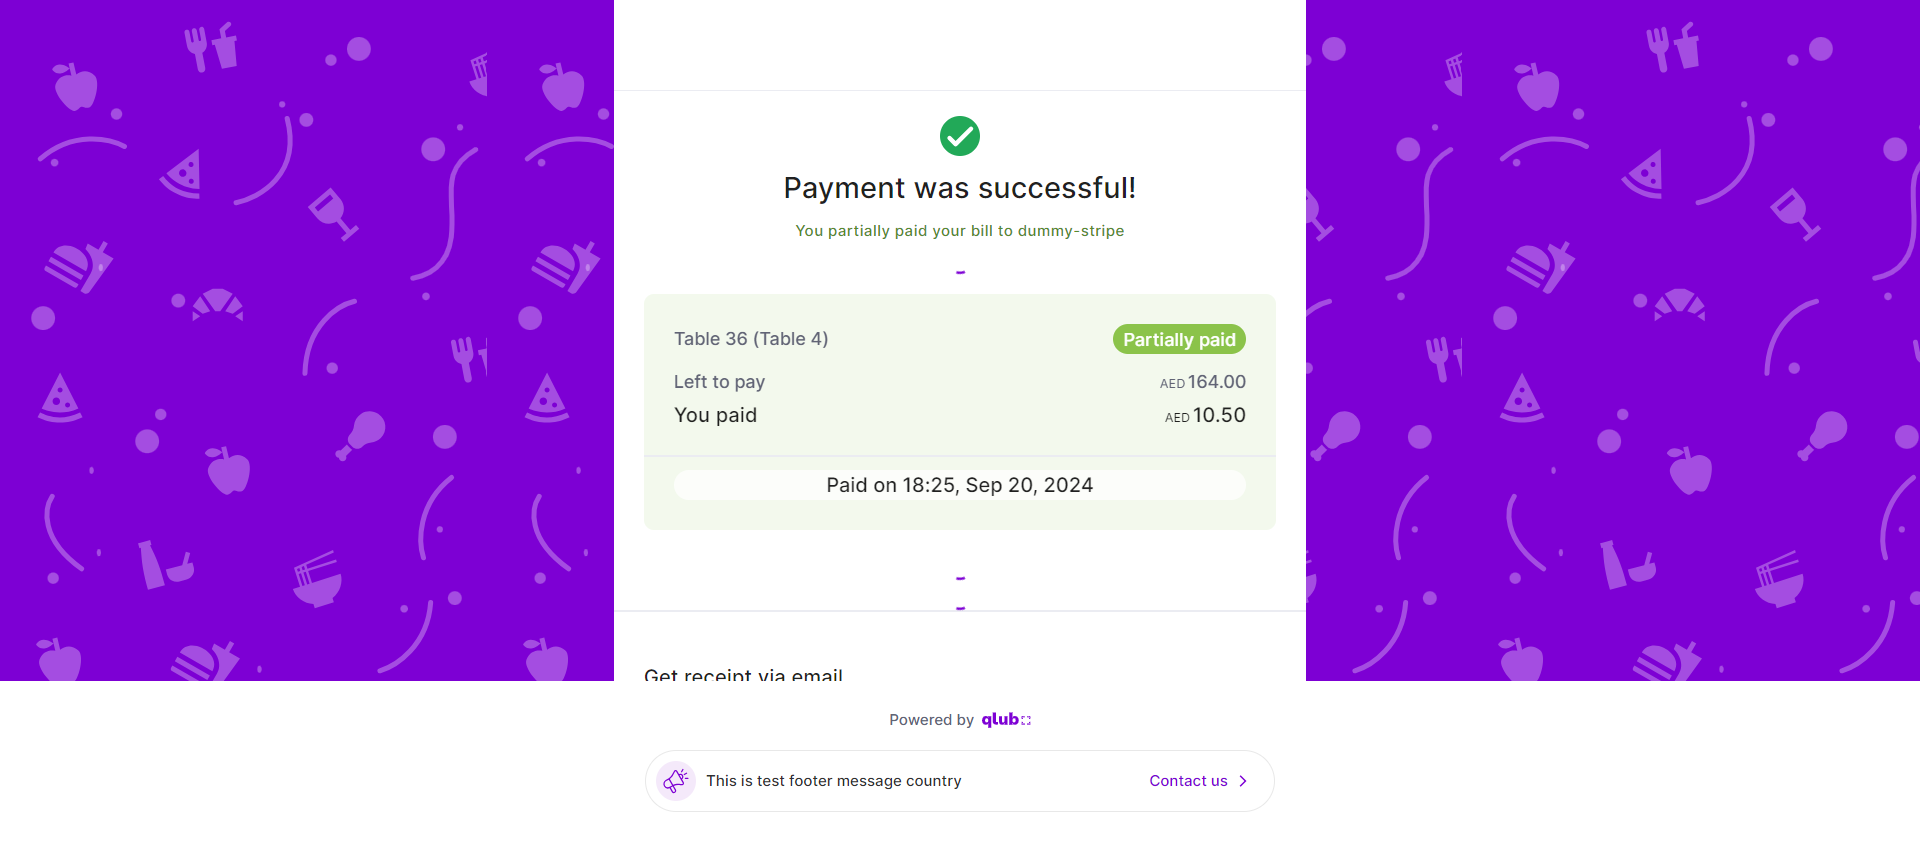 Payment was successful!
You partially paid your bill to dummy-stripe
Table 36 (Table 4) Partially paid
Left to pay AED 164.00
You paid AED 10.50
Paid on 18:25, Sep 20, 2024
Get receipt via email
Powered by qlub
This is test footer message country Contact us